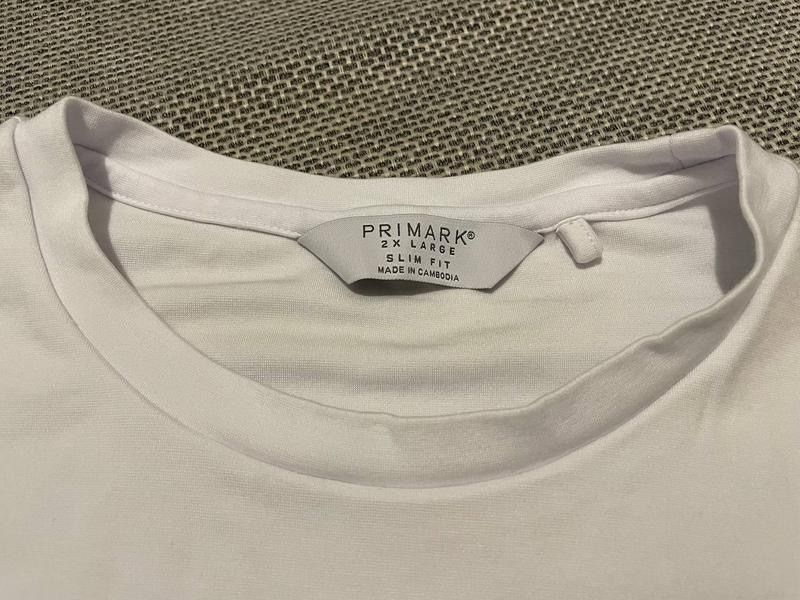 PRIMARK®
2X LARGE
SLIM FIT
MADE IN CAMBODIA